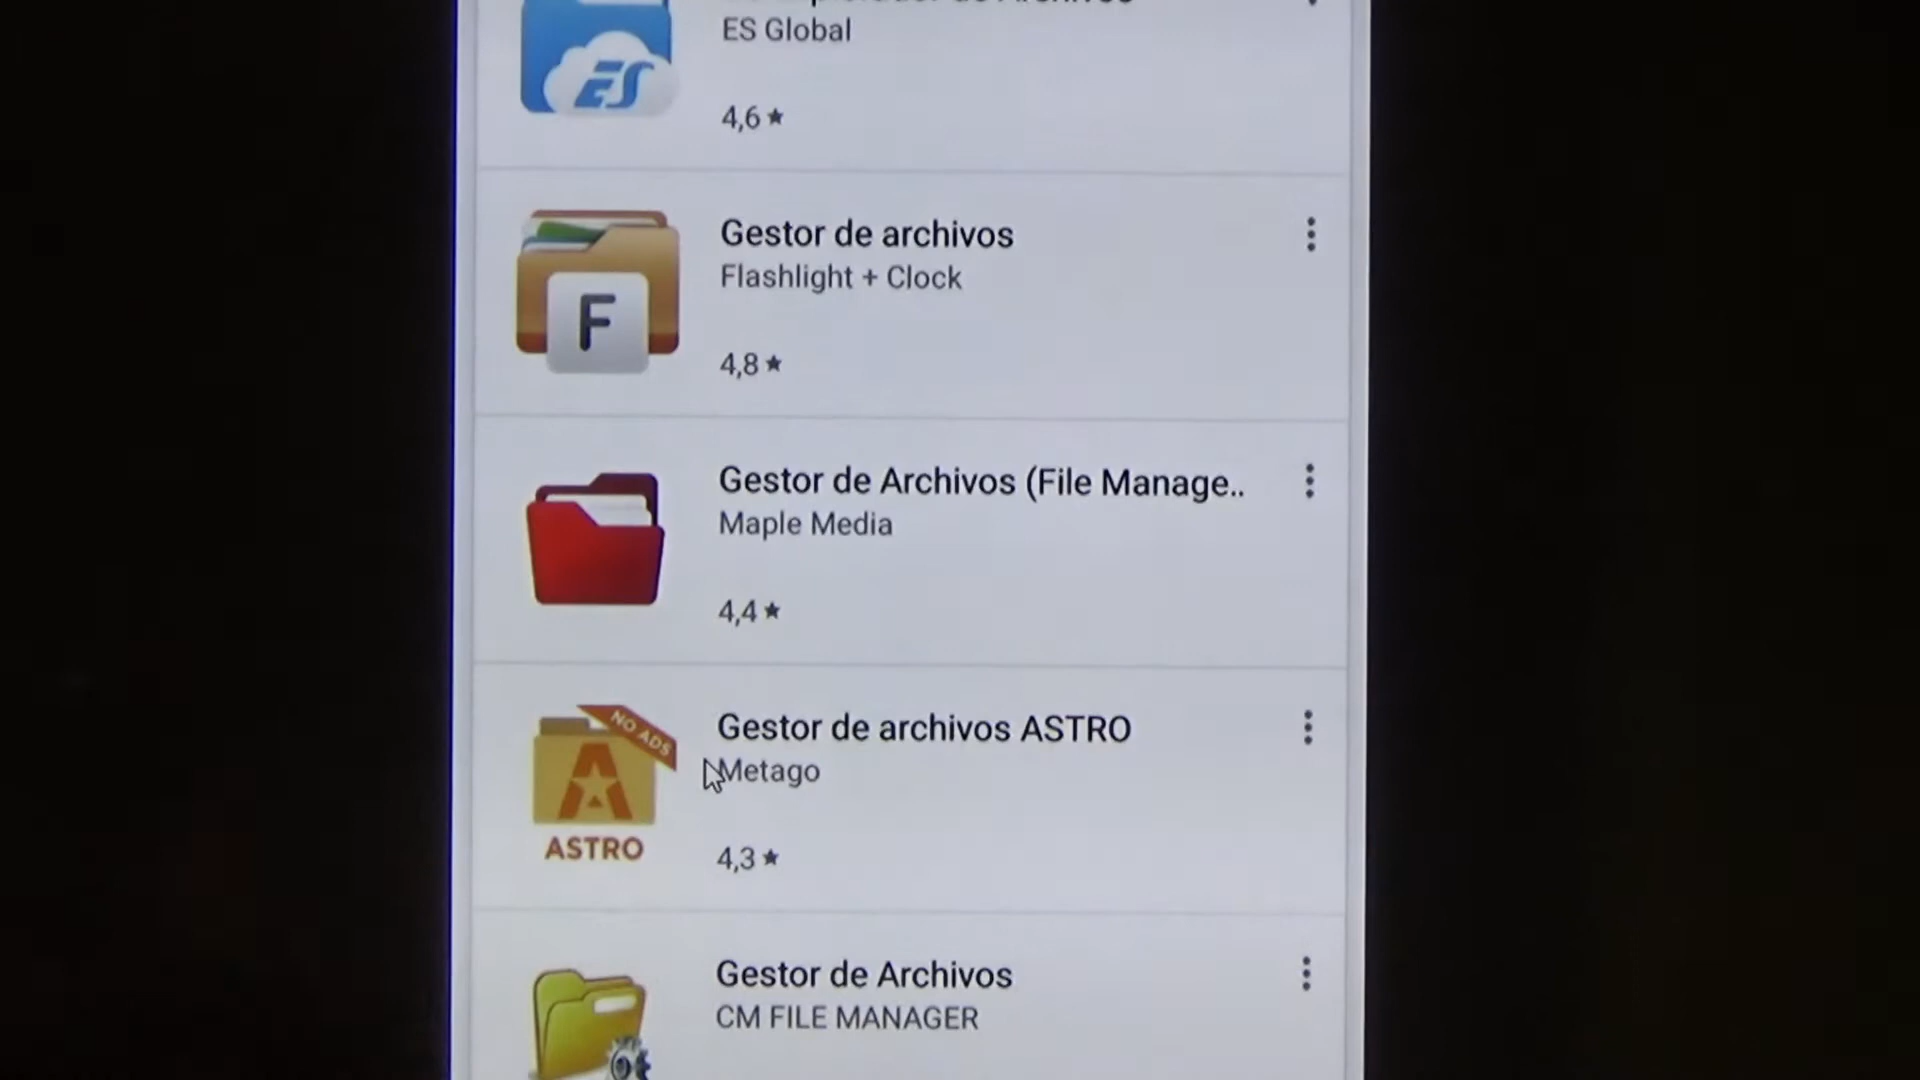 ES Global
ES
4,6 ★
Gestor de archivos
Flashlight + Clock
F
4,8 ★
Gestor de Archivos (File Manage..
Maple Media
4,4 ★
NO ADS
Gestor de archivos ASTRO
Metago
A
ASTRO
4,3 ★
Gestor de Archivos
CM FILE MANAGER